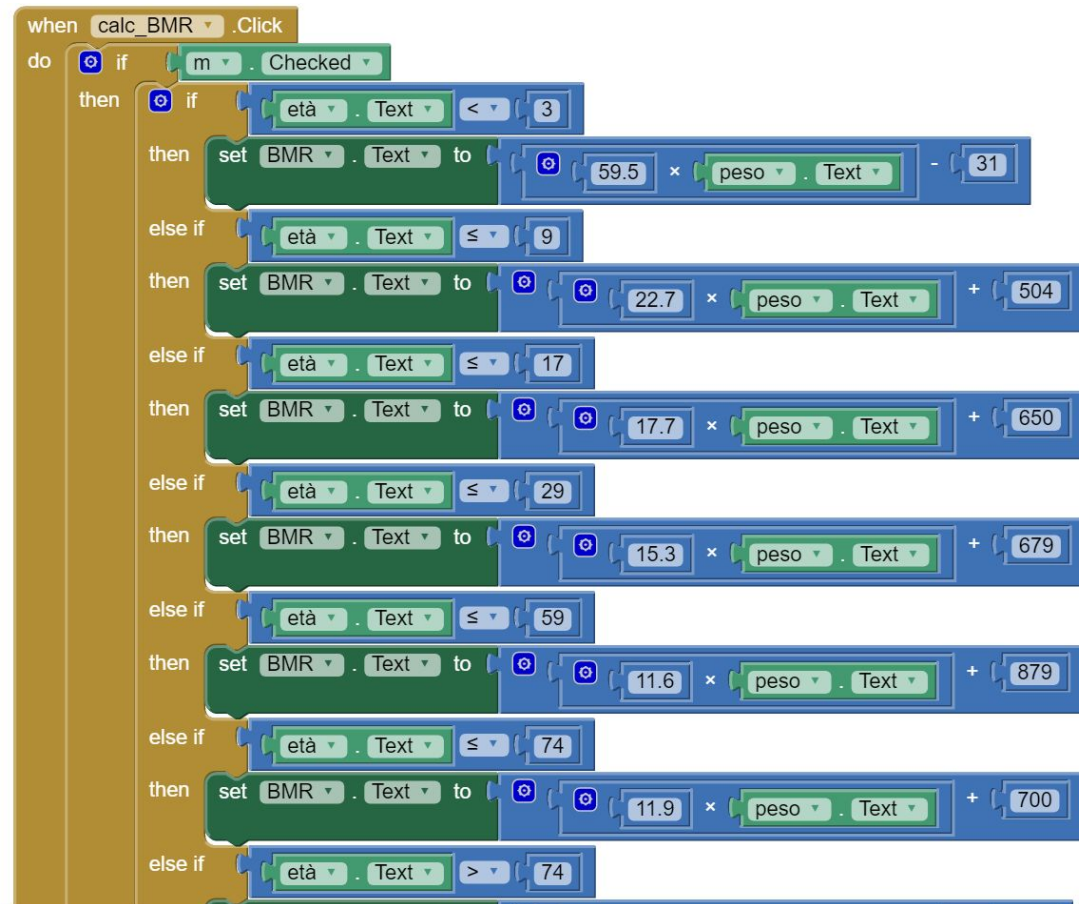 when calc_BMR .Click
do if m . Checked
then if età . Text < 3
then set BMR . Text to 59.5 × peso . Text - 31
else if età . Text ≤ 9
then set BMR . Text to 22.7 × peso . Text + 504
else if età . Text ≤ 17
then set BMR . Text to 17.7 × peso . Text + 650
else if età . Text ≤ 29
then set BMR . Text to 15.3 × peso . Text + 679
else if età . Text ≤ 59
then set BMR . Text to 11.6 × peso . Text + 879
else if età . Text ≤ 74
then set BMR . Text to 11.9 × peso . Text + 700
else if età . Text > 74